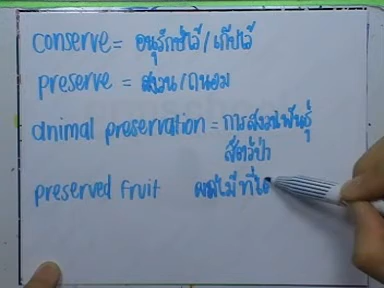 conserve = อนุรักษ์ไว้/เก็บไว้
preserve = สงวน/ถนอม
animal preservation = การสงวนพันธุ์
สัตว์ป่า
preserved fruit ผลไม้ที่ได